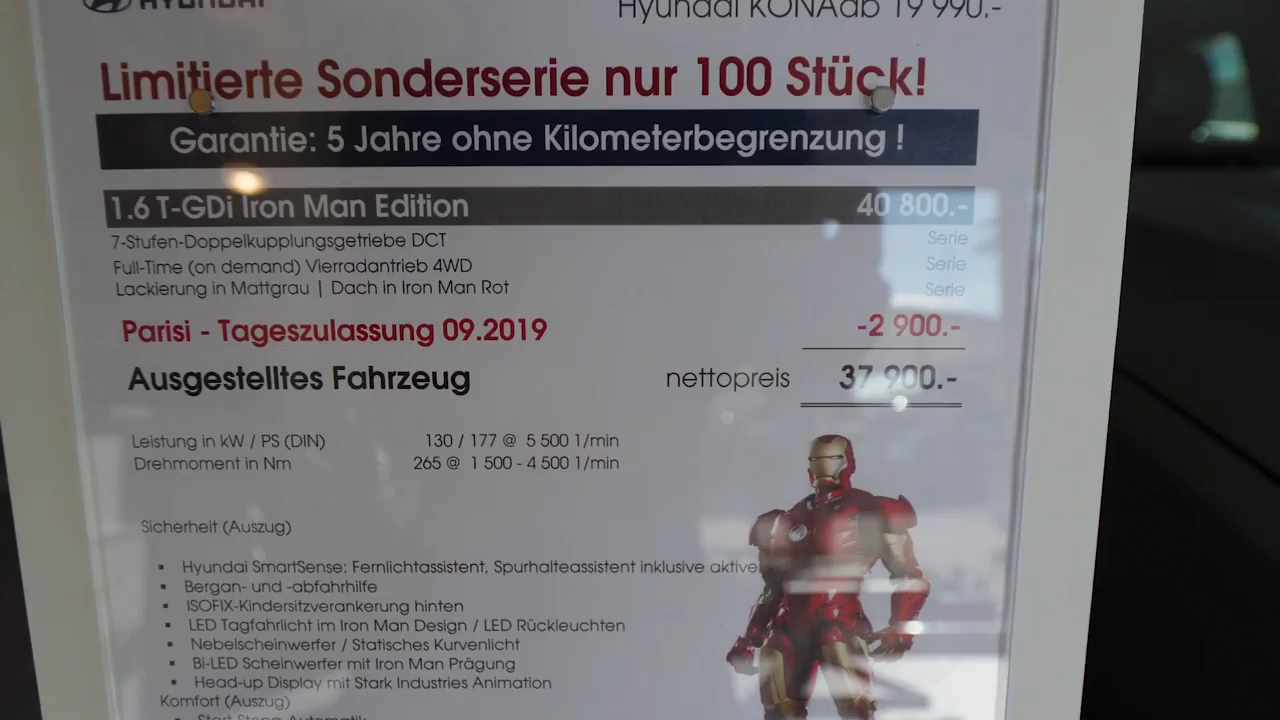 HYUNDAI
Hyundai KONA ab 19 990.-
Limitierte Sonderserie nur 100 Stück!
Garantie: 5 Jahre ohne Kilometerbegrenzung !
1.6 T-GDi Iron Man Edition 40 800.-
7-Stufen-Doppelkupplungsgetriebe DCT Serie
Full-Time (on demand) Vierradantrieb 4WD Serie
Lackierung in Mattgrau | Dach in Iron Man Rot Serie
Parisi - Tageszulassung 09.2019 -2 900.-
Ausgestelltes Fahrzeug nettopreis 37 900.-
Leistung in kW / PS (DIN) 130 / 177 @ 5 500 1/min
Drehmoment in Nm 265 @ 1 500 - 4 500 1/min
Sicherheit (Auszug)
▪ Hyundai SmartSense: Fernlichtassistent, Spurhalteassistent inklusive aktive
▪ Bergan- und -abfahrhilfe
▪ ISOFIX-Kindersitzverankerung hinten
▪ LED Tagfahrlicht im Iron Man Design / LED Rückleuchten
▪ Nebelscheinwerfer / Statisches Kurvenlicht
▪ Bi-LED Scheinwerfer mit Iron Man Prägung
▪ Head-up Display mit Stark Industries Animation
Komfort (Auszug)
▪ Start Stopp Automatik